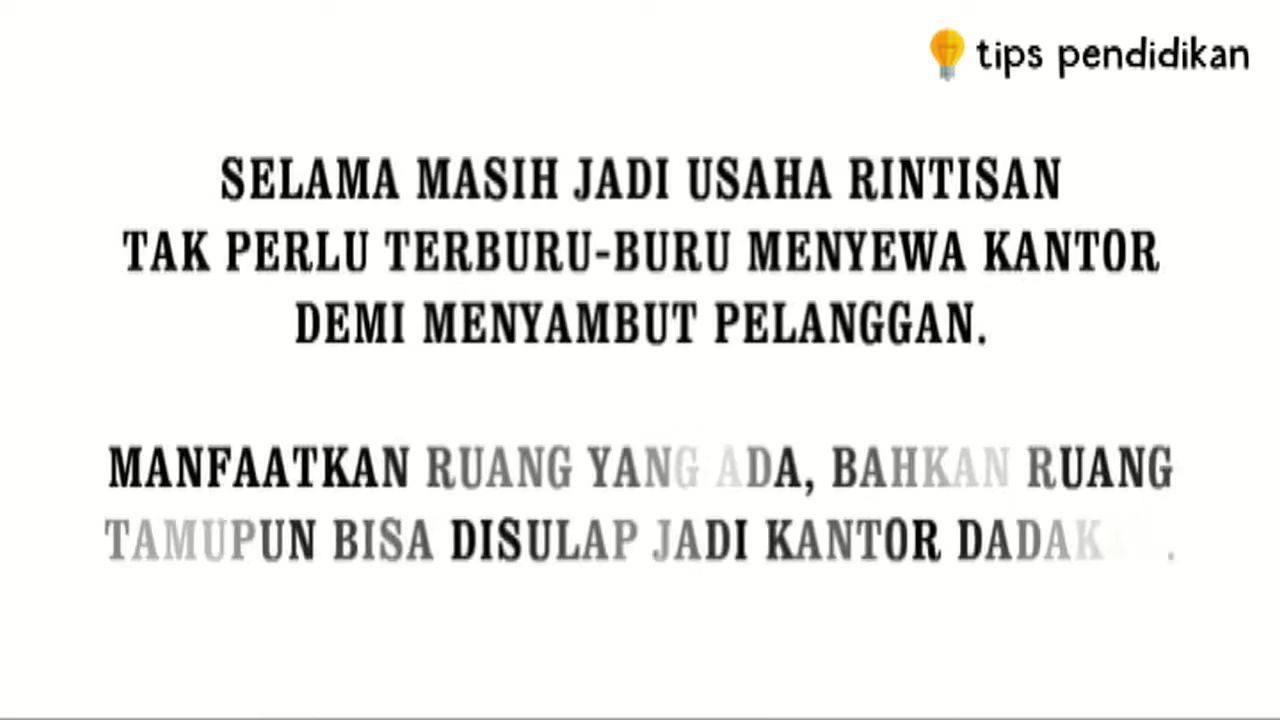 tips pendidikan
SELAMA MASIH JADI USAHA RINTISAN
TAK PERLU TERBURU-BURU MENYEWA KANTOR
DEMI MENYAMBUT PELANGGAN.
MANFAATKAN RUANG YANG ADA, BAHKAN RUANG
TAMUPUN BISA DISULAP JADI KANTOR